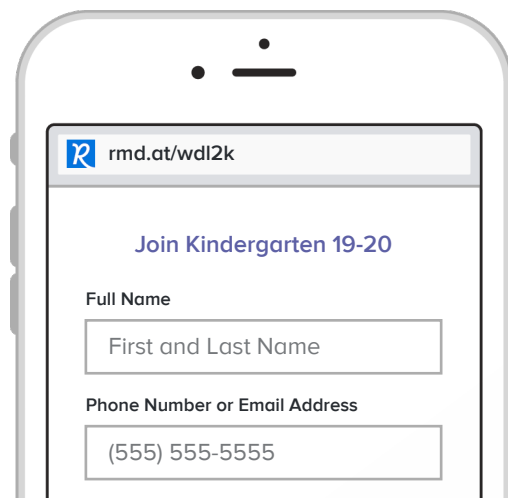 rmd.at/wdl2k
Join Kindergarten 19-20
Full Name
First and Last Name
Phone Number or Email Address
(555) 555-5555